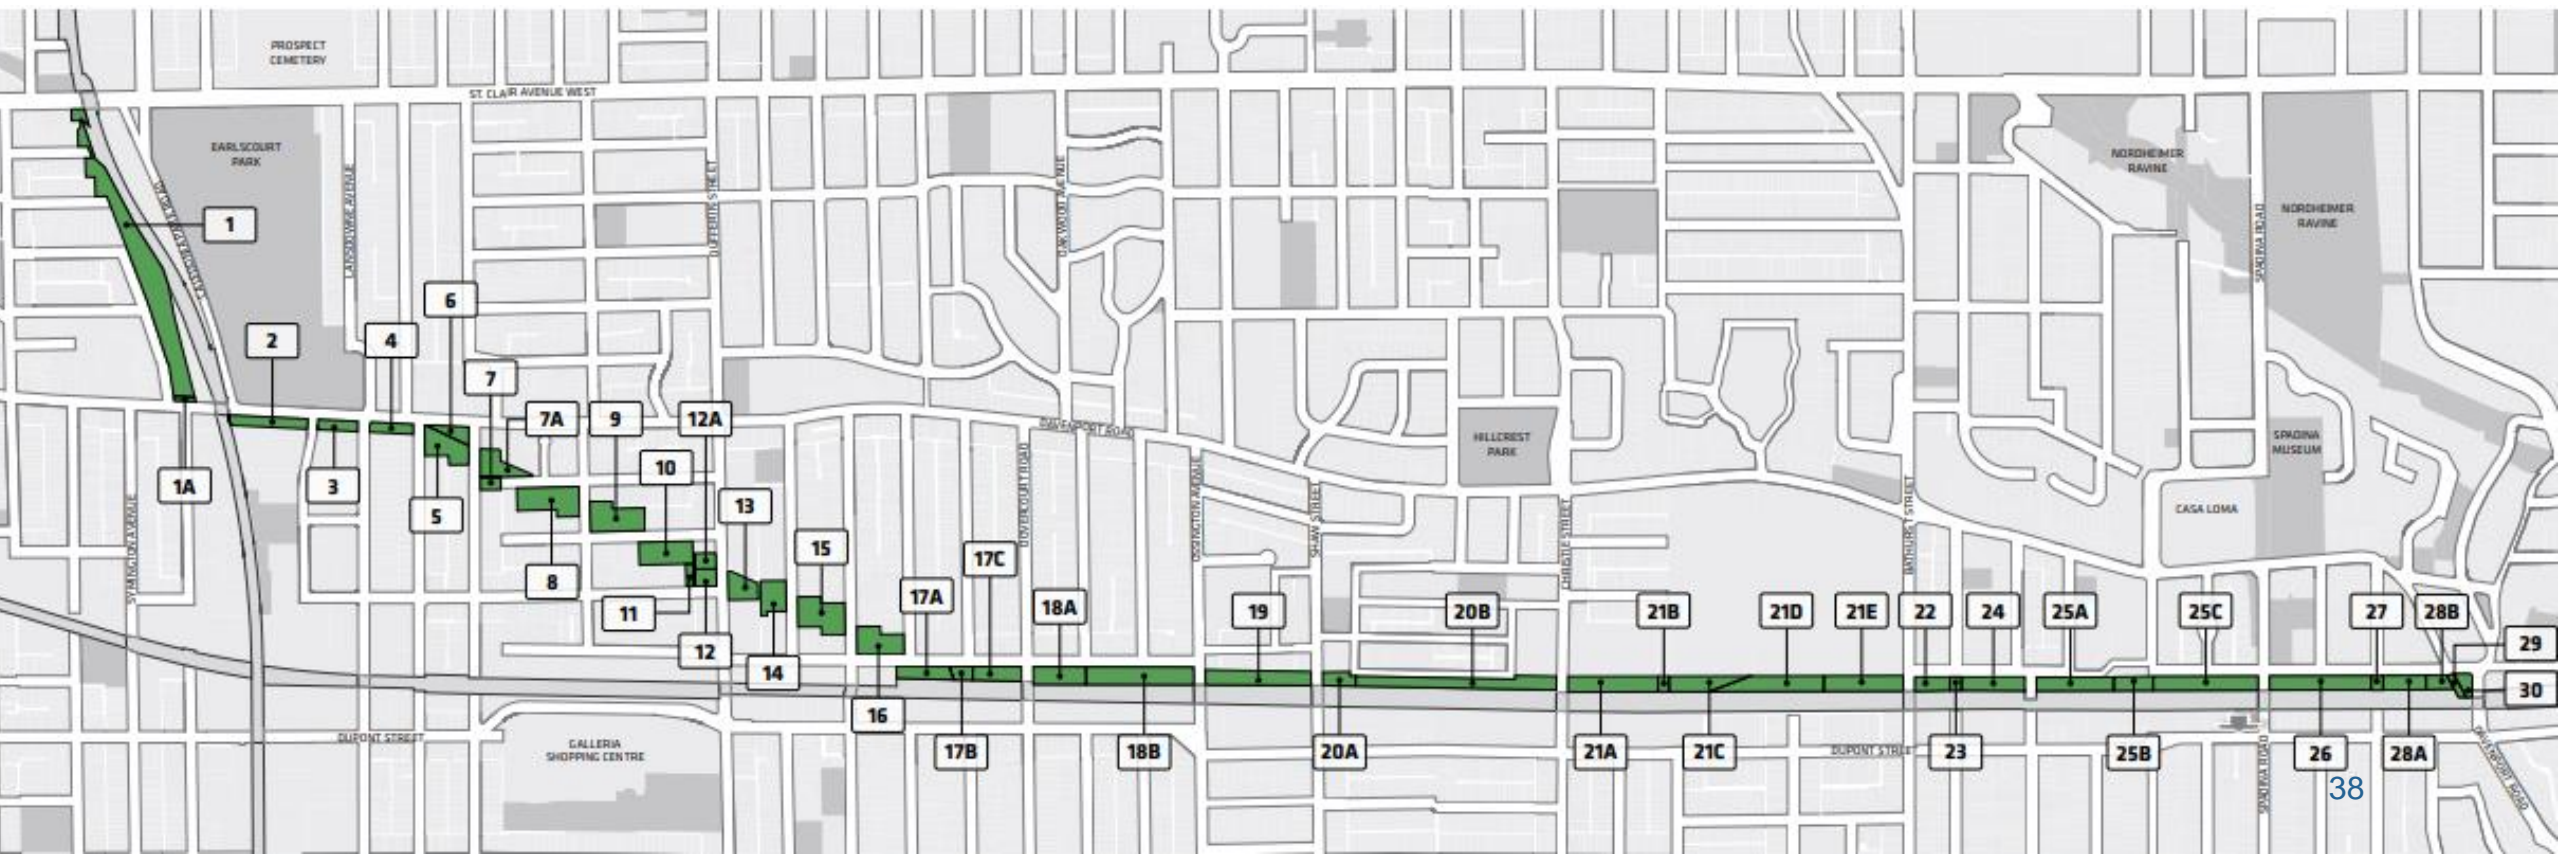 PROSPECT
CEMETERY
ST. CLAIR AVENUE WEST
EARLSCOURT
PARK
LANSDOWNE AVENUE
DUFFERIN STREET
OAKWOOD AVENUE
NORDHEIMER
RAVINE
SPADINA ROAD
NORDHEIMER
RAVINE
1
6
2
4
7
7A
9
12A
DAVENPORT ROAD
HILLCREST
PARK
SPADINA
MUSEUM
10
1A
3
5
SYMINGTON AVENUE
DOVERCOURT ROAD
OSSINGTON AVENUE
SHAW STREET
CHRISTIE STREET
BATHURST STREET
CASA LOMA
13
8
15
17C
11
17A
18A
19
20B
21B
21D
21E
22
24
25A
25C
27
28B
12
14
29
30
16
DUPONT STREET
GALLERIA
SHOPPING CENTRE
17B
18B
20A
21A
21C
DUPONT STREE
23
25B
SPADINA ROAD
26
28A
DAVENPORT ROAD
38